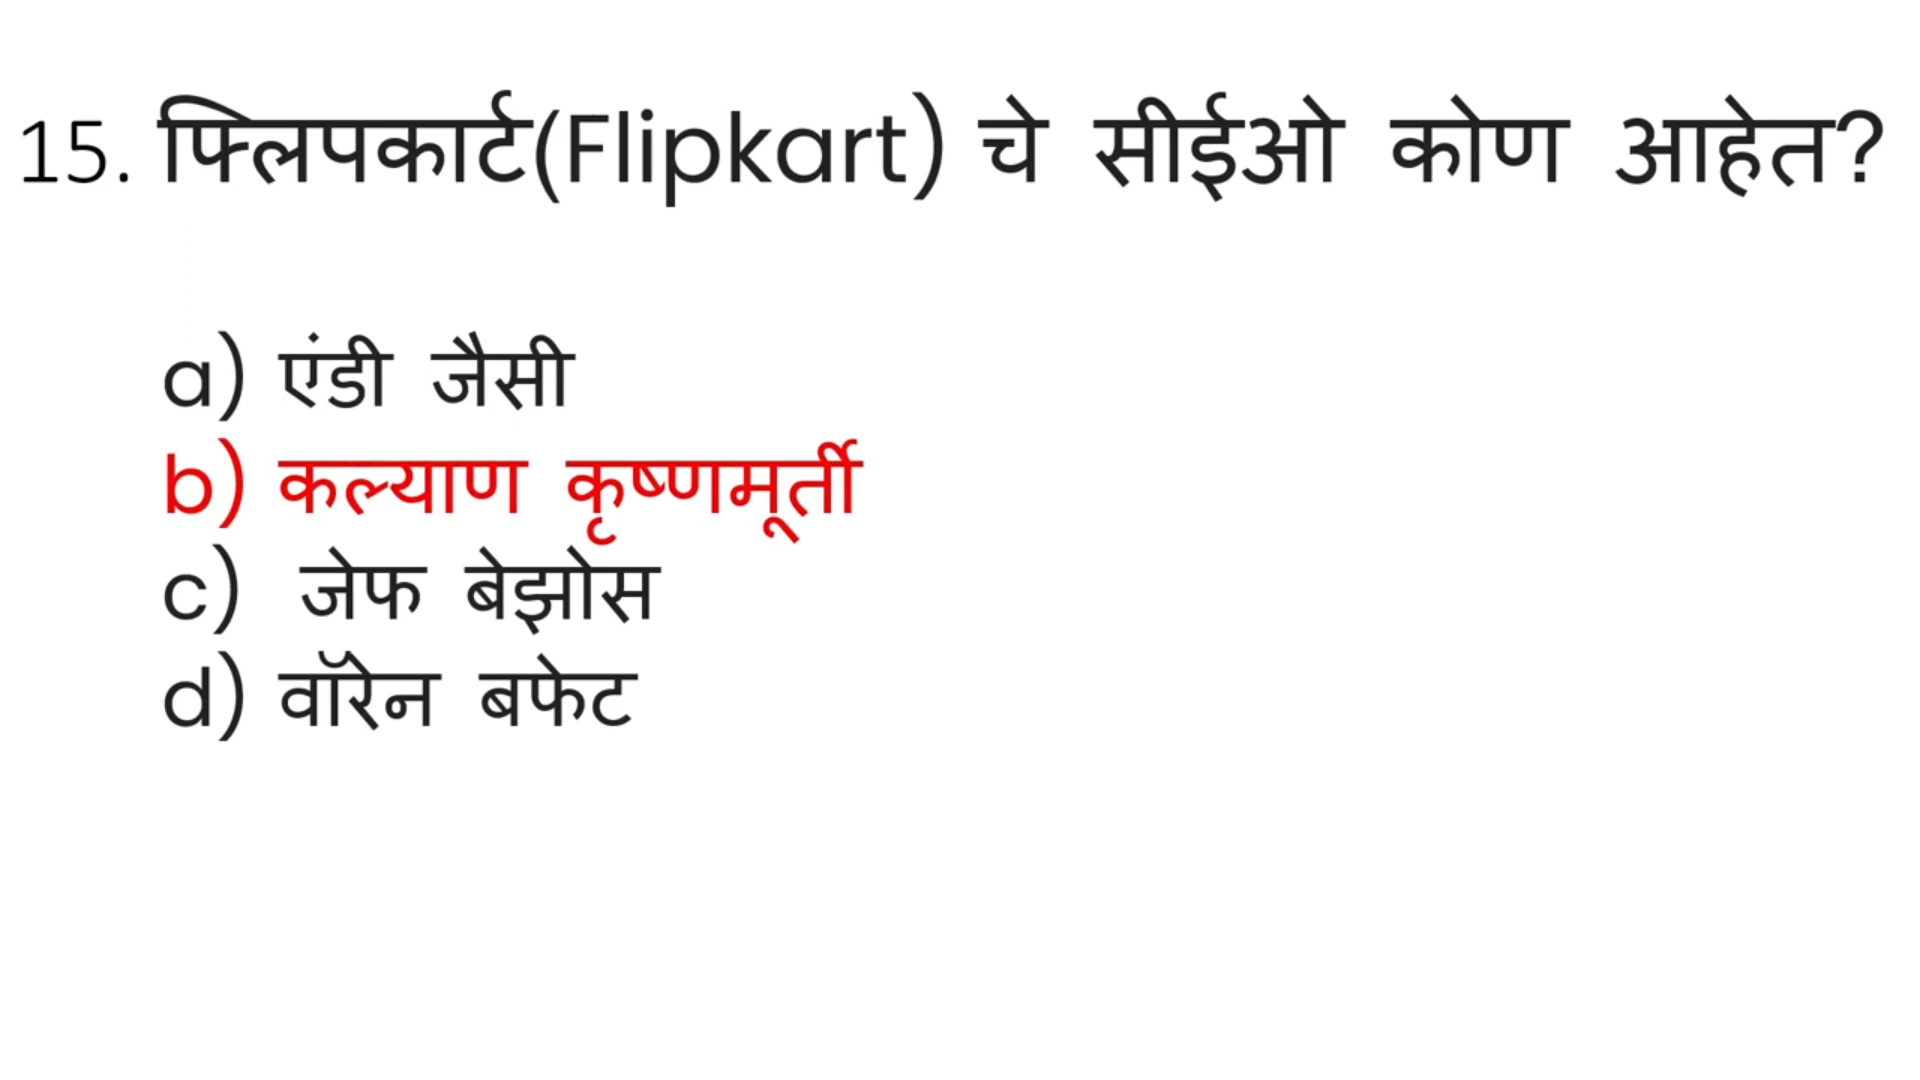 15. फ्लिपकार्ट(Flipkart) चे सीईओ कोण आहेत?
a) एंडी जैसी
b) कल्याण कृष्णमूर्ती
c) जेफ बेझोस
d) वॉरेन बफेट